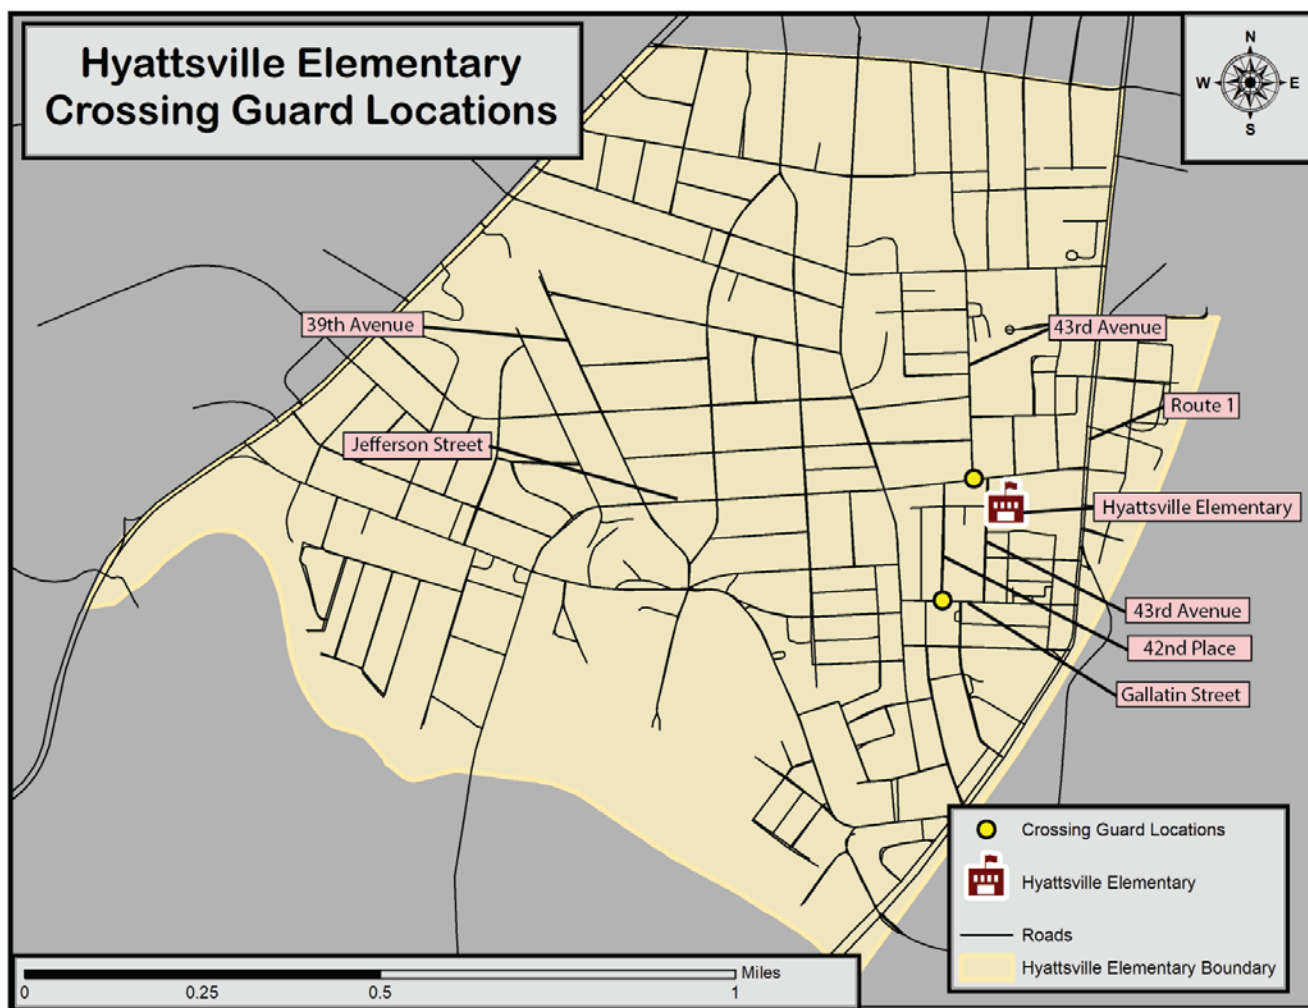 Hyattsville Elementary
Crossing Guard Locations
N
W
E
S
39th Avenue
43rd Avenue
Route 1
Jefferson Street
Hyattsville Elementary
43rd Avenue
42nd Place
Gallatin Street
Crossing Guard Locations
Hyattsville Elementary
Roads
Hyattsville Elementary Boundary
Miles
0 0.25 0.5 1